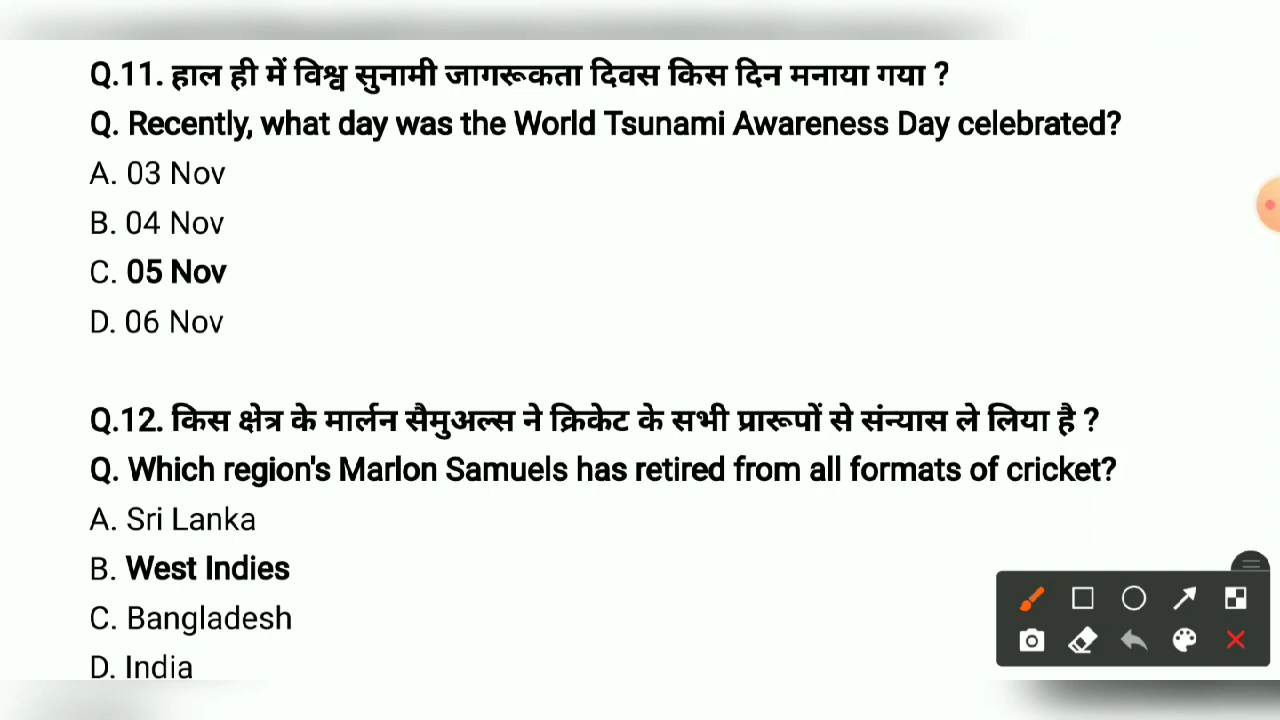 Q.11. हाल ही में विश्व सुनामी जागरूकता दिवस किस दिन मनाया गया ?
Q. Recently, what day was the World Tsunami Awareness Day celebrated?
A. 03 Nov
B. 04 Nov
C. 05 Nov
D. 06 Nov
Q.12. किस क्षेत्र के मार्लन सैमुअल्स ने क्रिकेट के सभी प्रारूपों से संन्यास ले लिया है ?
Q. Which region's Marlon Samuels has retired from all formats of cricket?
A. Sri Lanka
B. West Indies
C. Bangladesh
D. India